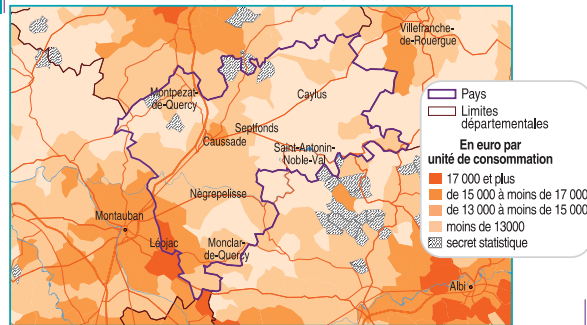 Villefranche-
de-Rouergue
Montpezat-
de-Quercy
Caylus
Septfonds
Caussade
Saint-Antonin-
Noble-Val
Nègrepelisse
Montauban
Léojac
Monclar-
de-Quercy
Albi
Pays
Limites
départementales
En euro par
unité de consommation
17 000 et plus
de 15 000 à moins de 17 000
de 13 000 à moins de 15 000
moins de 13000
secret statistique